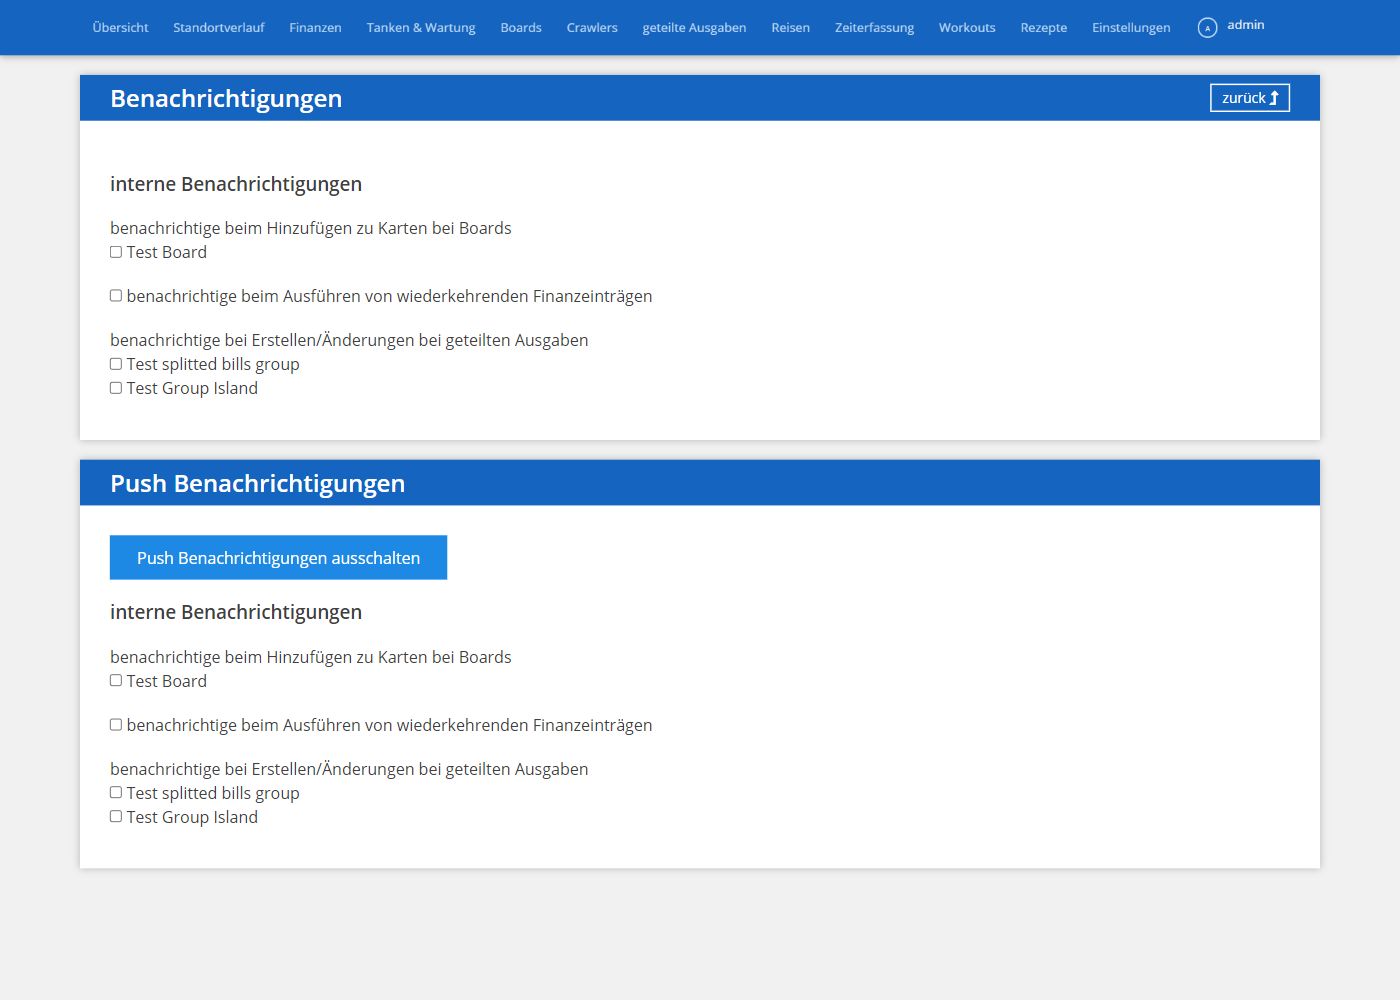 Übersicht Standortverlauf Finanzen Tanken & Wartung Boards Crawlers geteilte Ausgaben Reisen Zeiterfassung Workouts Rezepte Einstellungen A admin
Benachrichtigungen zurück
interne Benachrichtigungen
benachrichtige beim Hinzufügen zu Karten bei Boards
Test Board
benachrichtige beim Ausführen von wiederkehrenden Finanzeinträgen
benachrichtige bei Erstellen/Änderungen bei geteilten Ausgaben
Test splitted bills group
Test Group Island
Push Benachrichtigungen
Push Benachrichtigungen ausschalten
interne Benachrichtigungen
benachrichtige beim Hinzufügen zu Karten bei Boards
Test Board
benachrichtige beim Ausführen von wiederkehrenden Finanzeinträgen
benachrichtige bei Erstellen/Änderungen bei geteilten Ausgaben
Test splitted bills group
Test Group Island